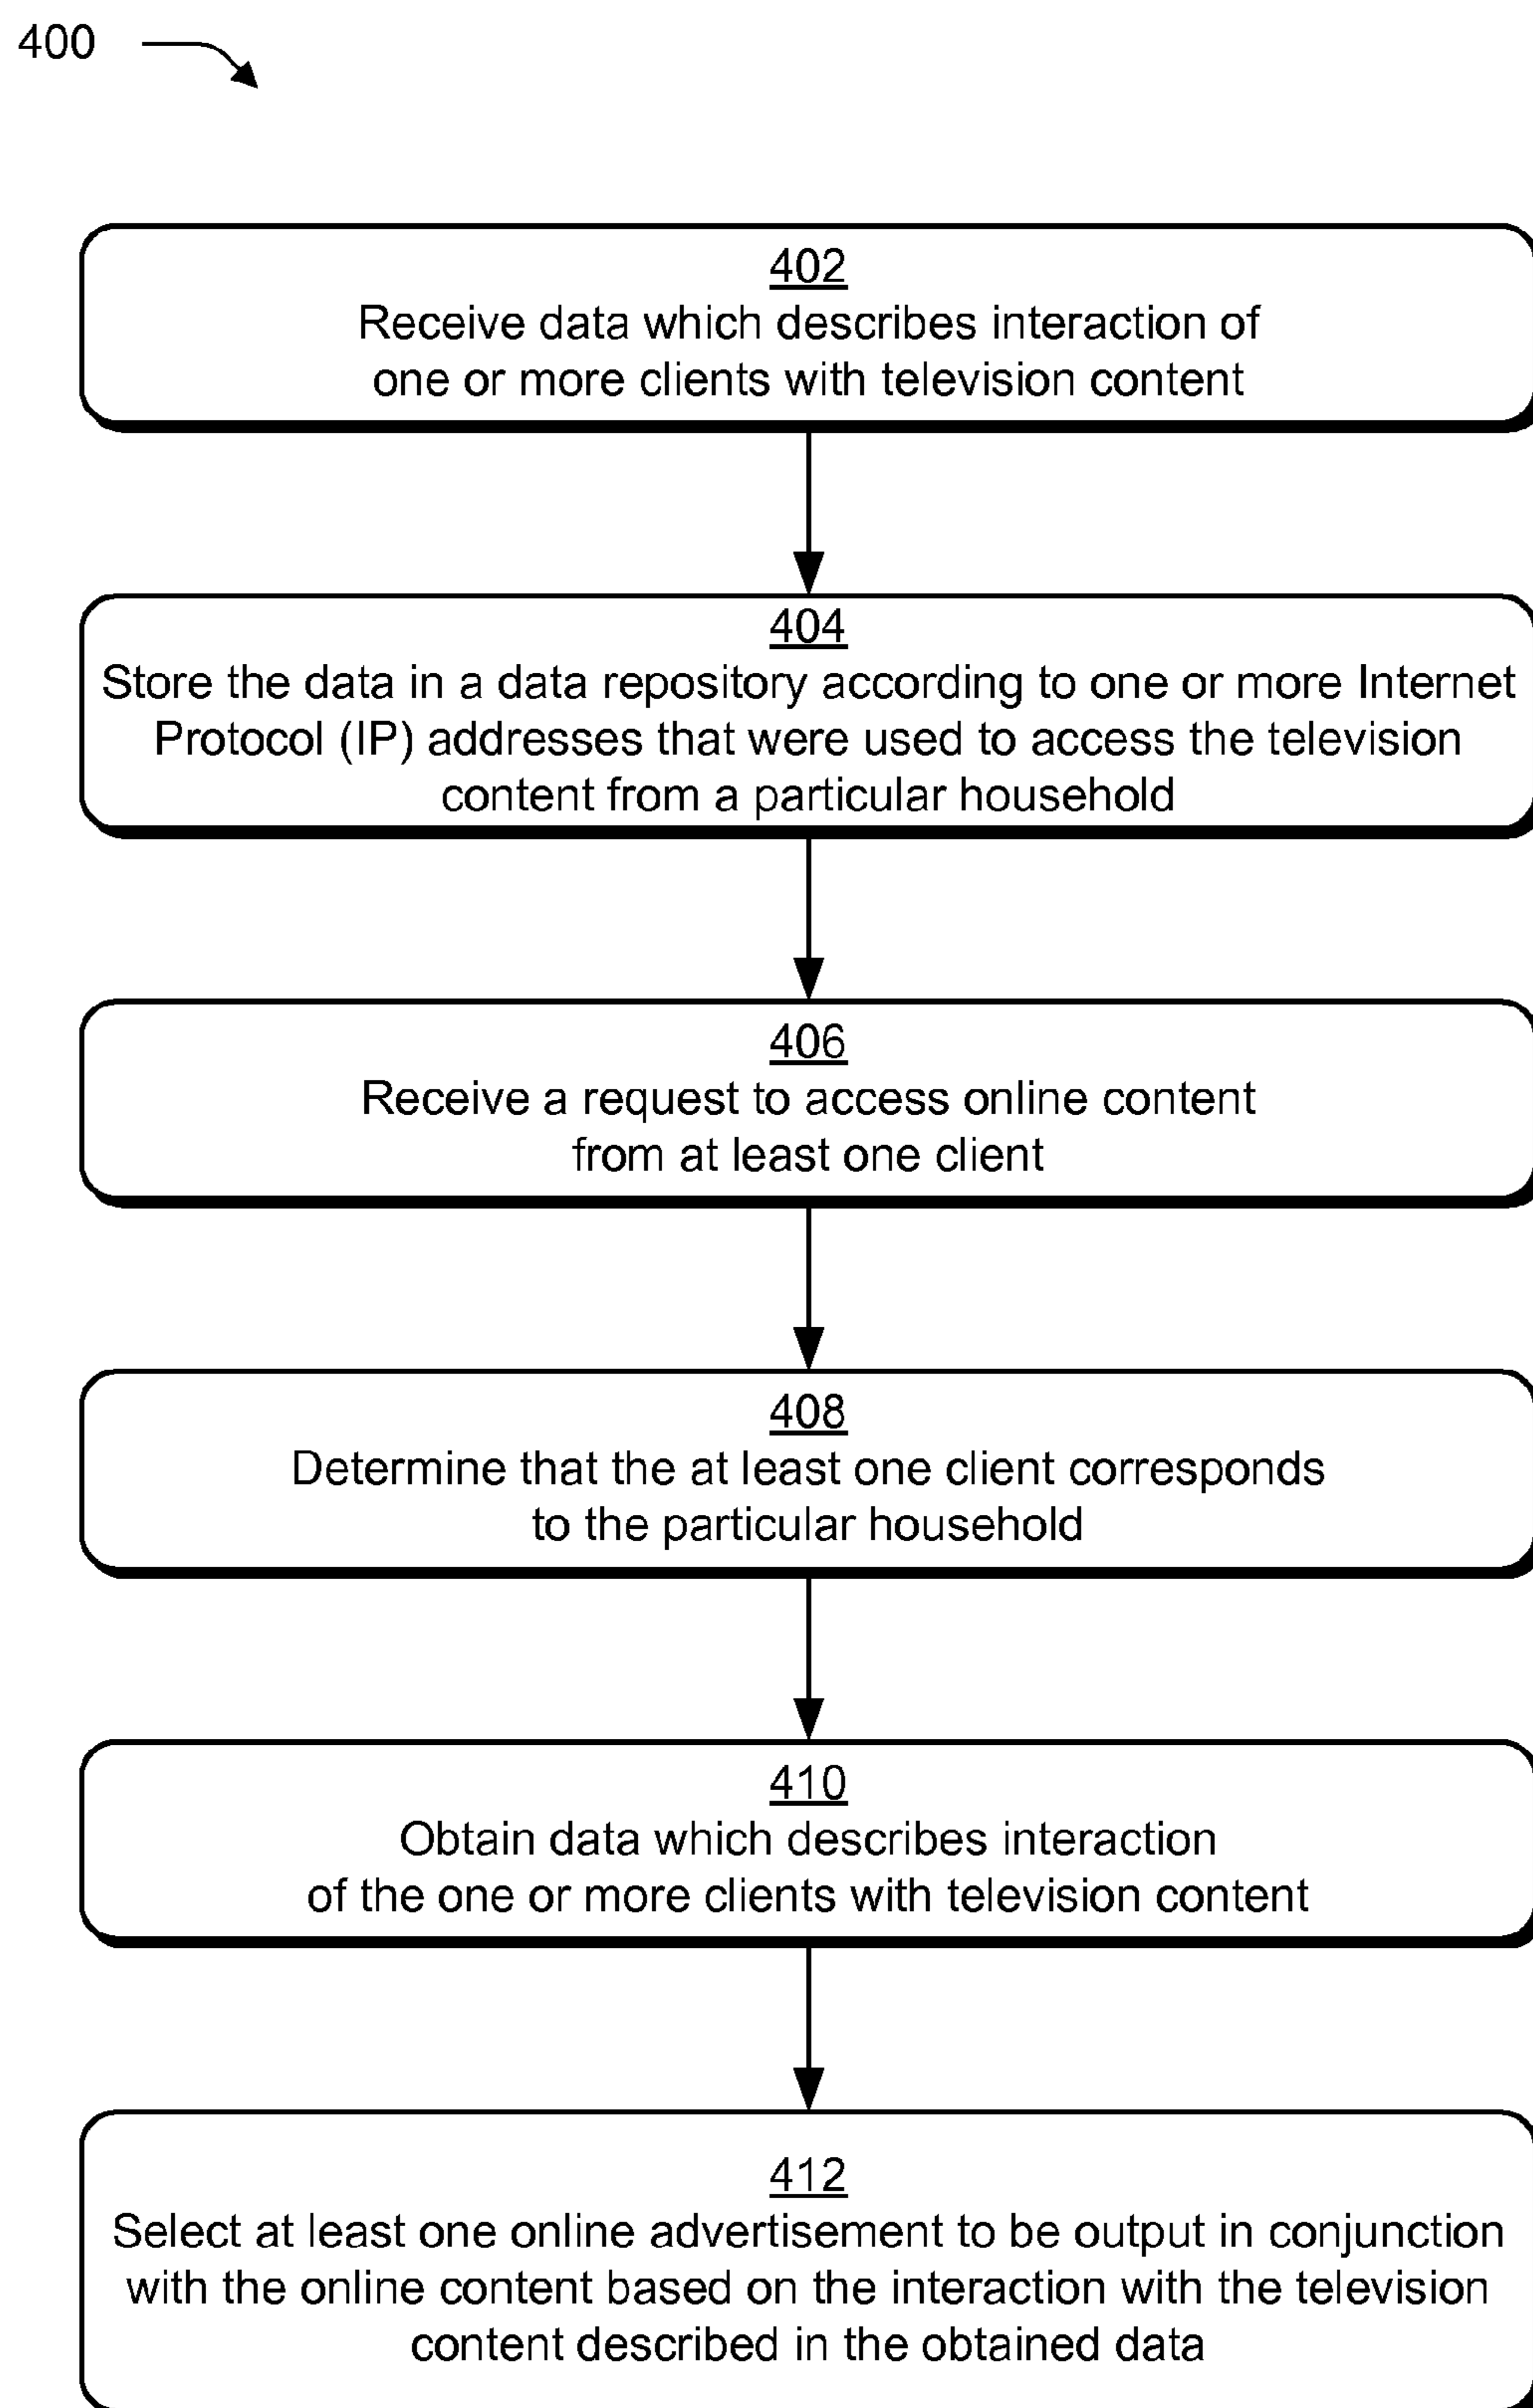 400
402
Receive data which describes interaction of
one or more clients with television content
404
Store the data in a data repository according to one or more Internet
Protocol (IP) addresses that were used to access the television
content from a particular household
406
Receive a request to access online content
from at least one client
408
Determine that the at least one client corresponds
to the particular household
410
Obtain data which describes interaction
of the one or more clients with television content
412
Select at least one online advertisement to be output in conjunction
with the online content based on the interaction with the television
content described in the obtained data